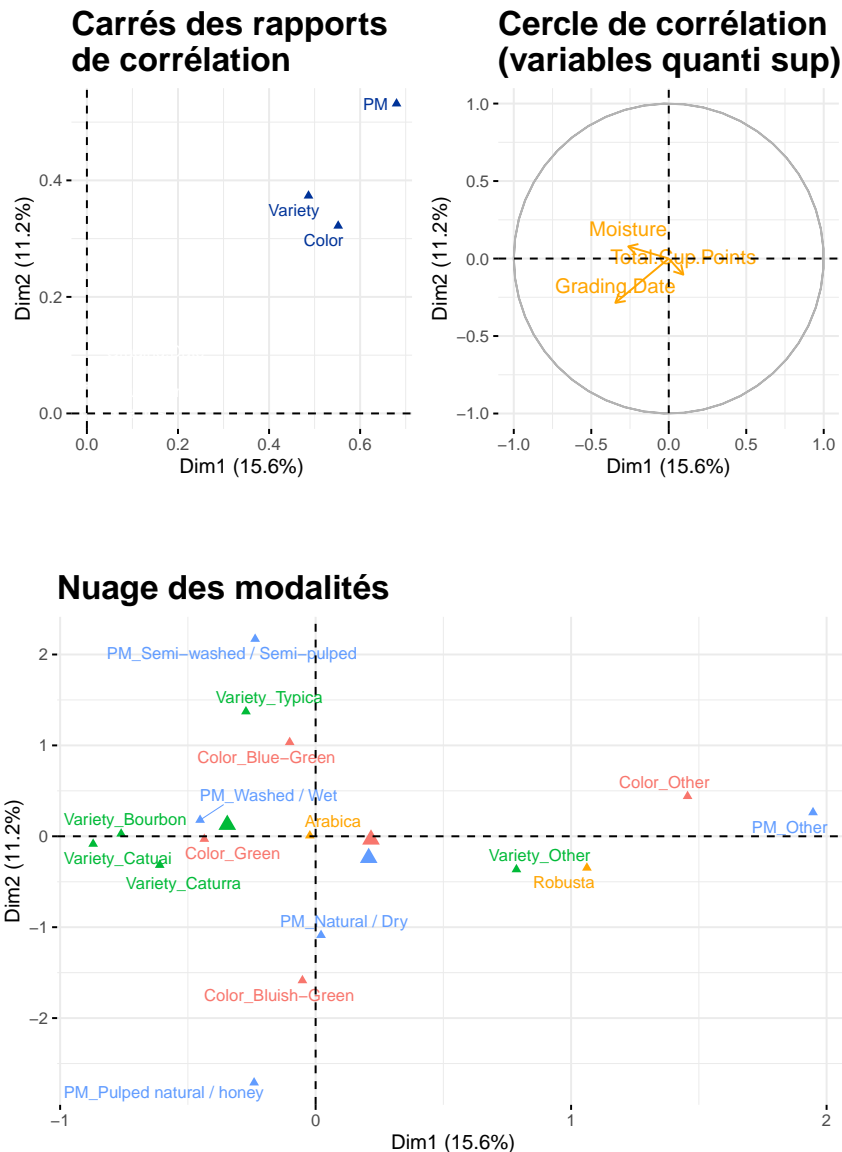 Carrés des rapports
de corrélation
Cercle de corrélation
(variables quanti sup)
PM
Variety
Color
0.4
0.2
0.0
0.0
0.2
0.4
0.6
Dim1 (15.6%)
Dim2 (11.2%)
Moisture
Total.Sup.Points
Grading.Date
1.0
0.5
0.0
−0.5
−1.0
−1.0
−0.5
0.0
0.5
1.0
Dim1 (15.6%)
Dim2 (11.2%)
Nuage des modalités
PM_Semi−washed / Semi−pulped
Variety_Typica
Color_Blue−Green
Color_Other
PM_Washed / Wet
Variety_Bourbon
Arabica
PM_Other
Variety_Catuai
Color_Green
Variety_Other
Variety_Caturra
Robusta
PM_Natural / Dry
Color_Bluish−Green
PM_Pulped natural / honey
2
1
0
−1
−2
−1
0
1
2
Dim1 (15.6%)
Dim2 (11.2%)